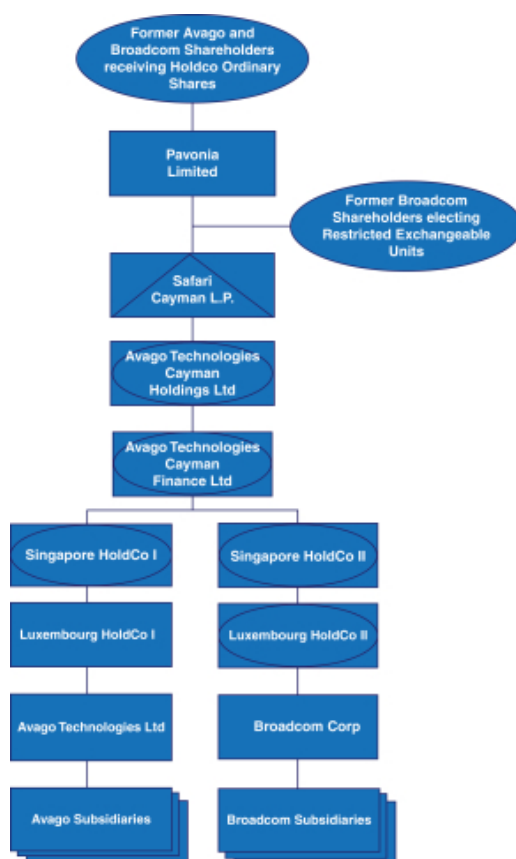 Former Avago and
Broadcom Shareholders
receiving Holdco Ordinary
Shares
Pavonia
Limited
Former Broadcom
Shareholders electing
Restricted Exchangeable
Units
Safari
Cayman L.P.
Avago Technologies
Cayman
Holdings Ltd
Avago Technologies
Cayman
Finance Ltd
Singapore HoldCo I
Singapore HoldCo II
Luxembourg HoldCo I
Luxembourg HoldCo II
Avago Technologies Ltd
Broadcom Corp
Avago Subsidiaries
Broadcom Subsidiaries